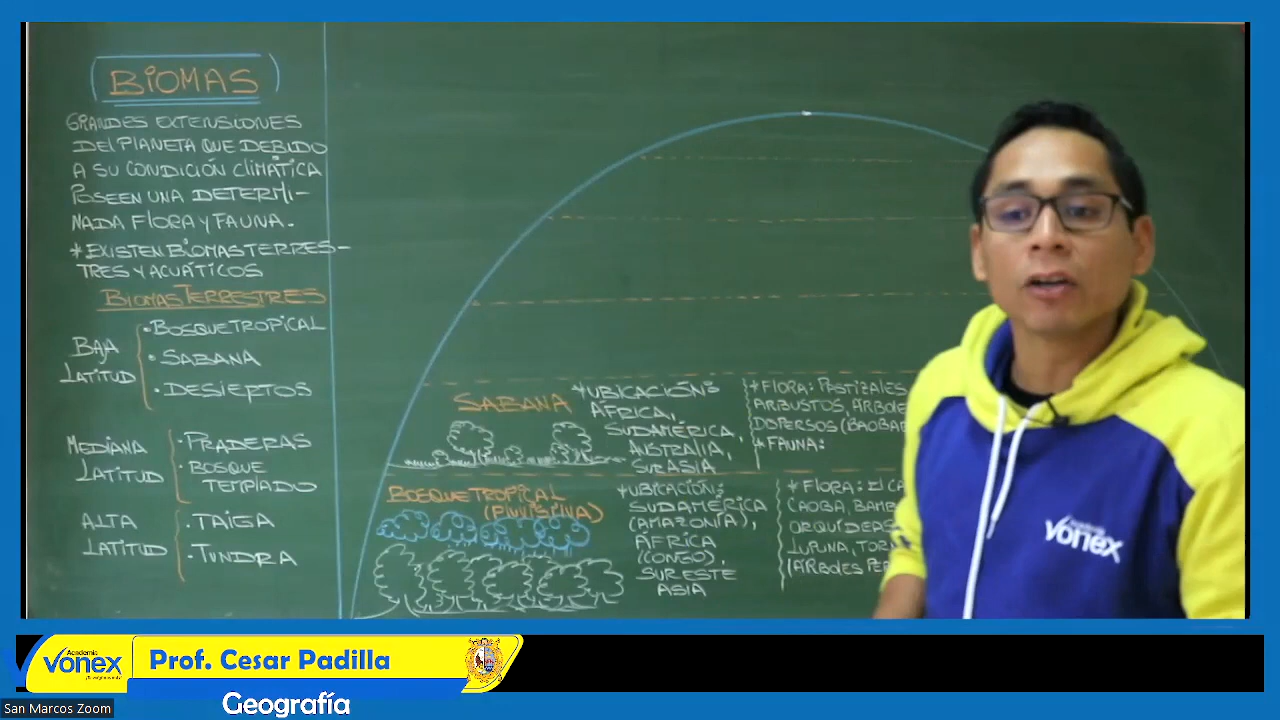 BIOMAS
GRANDES EXTENSIONES
DEL PLANETA QUE DEBIDO
A SU CONDICIÓN CLIMÁTICA
POSEEN UNA DETERMI-
NADA FLORA Y FAUNA.
* EXISTEN BIOMAS TERRES-
TRES Y ACUÁTICOS
BIOMAS TERRESTRES
BAJA
LATITUD
• BOSQUE TROPICAL
• SABANA
• DESIERTOS
MEDIANA
LATITUD
• PRADERAS
• BOSQUE
TEMPLADO
ALTA
LATITUD
• TAIGA
• TUNDRA
SABANA
* UBICACIÓN:
ÁFRICA,
SUDAMÉRICA,
AUSTRALIA,
SUR ASIA
* FLORA: PASTIZALES
ARBUSTOS, ÁRBOLES
DISPERSOS (BAOBAB
* FAUNA:
BOSQUE TROPICAL
(PLUVISILVA)
* UBICACIÓN:
SUDAMÉRICA
(AMAZONÍA),
ÁFRICA
(CONGO),
SURESTE
ASIA
* FLORA: El CA
CAOBA, BAMB
ORQUÍDEAS
LUPUNA, TORN
(ÁRBOLES PER
Academia
vonex
Academia
vonex
Prof. Cesar Padilla
Geografía
San Marcos Zoom